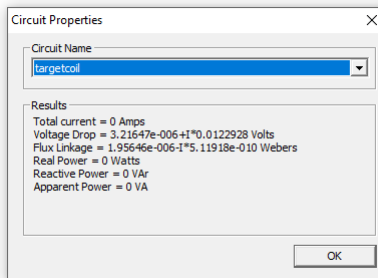 Circuit Properties
Circuit Name
targetcoil
Results
Total current = 0 Amps
Voltage Drop = 3.21647e-006+I*0.0122928 Volts
Flux Linkage = 1.95646e-006-I*5.11918e-010 Webers
Real Power = 0 Watts
Reactive Power = 0 VAr
Apparent Power = 0 VA
OK